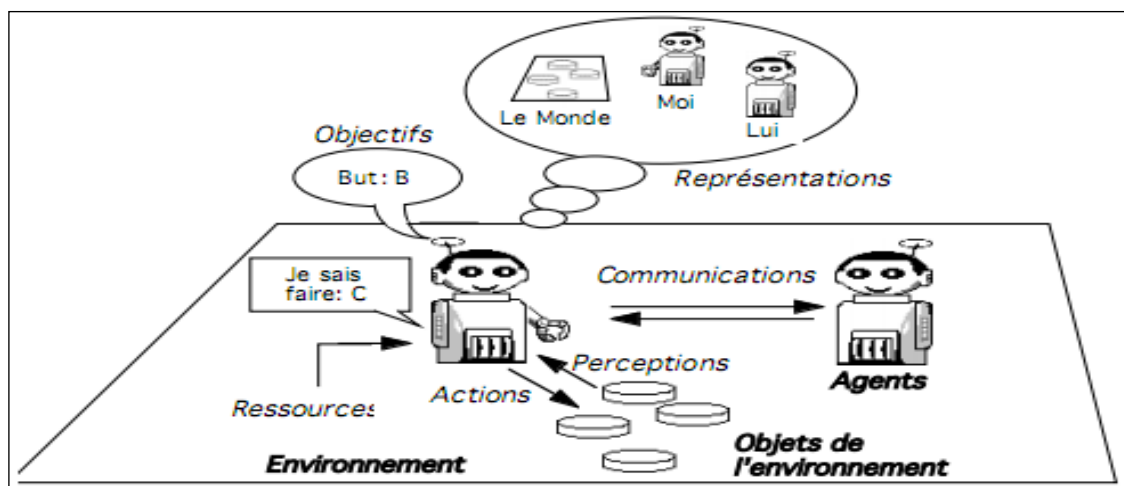 Le Monde
Moi
Lui
Objectifs
But: B
Représentations
Je sais
faire: C
Communications
Perceptions
Agents
Ressources
Actions
Environnement
Objets de
l'environnement